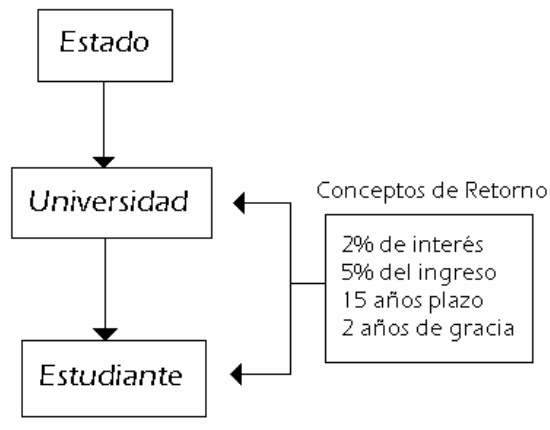 Estado
Universidad
Conceptos de Retorno
2% de interés
5% del ingreso
15 años plazo
2 años de gracia
Estudiante